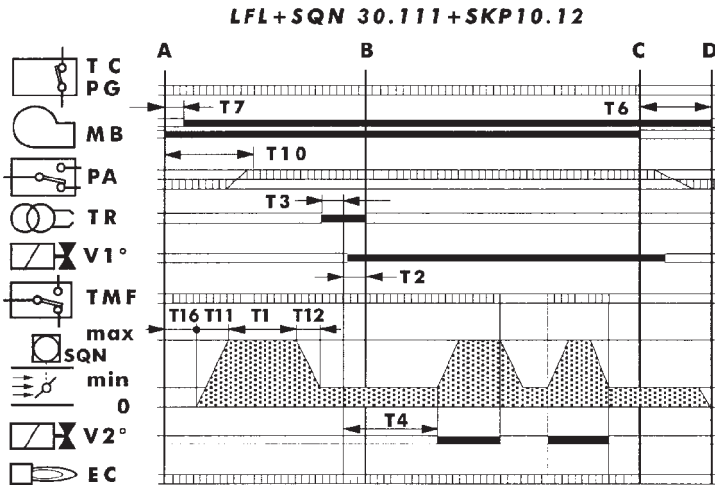 LFL+SQN 30.111+SKP10.12
A B C D
TC
PG
T7 T6
MB
T10
PA
T3
TR
V1°
T2
TMF
T16 T11 T1 T12
max
SQN
min
0
T4
V2°
EC